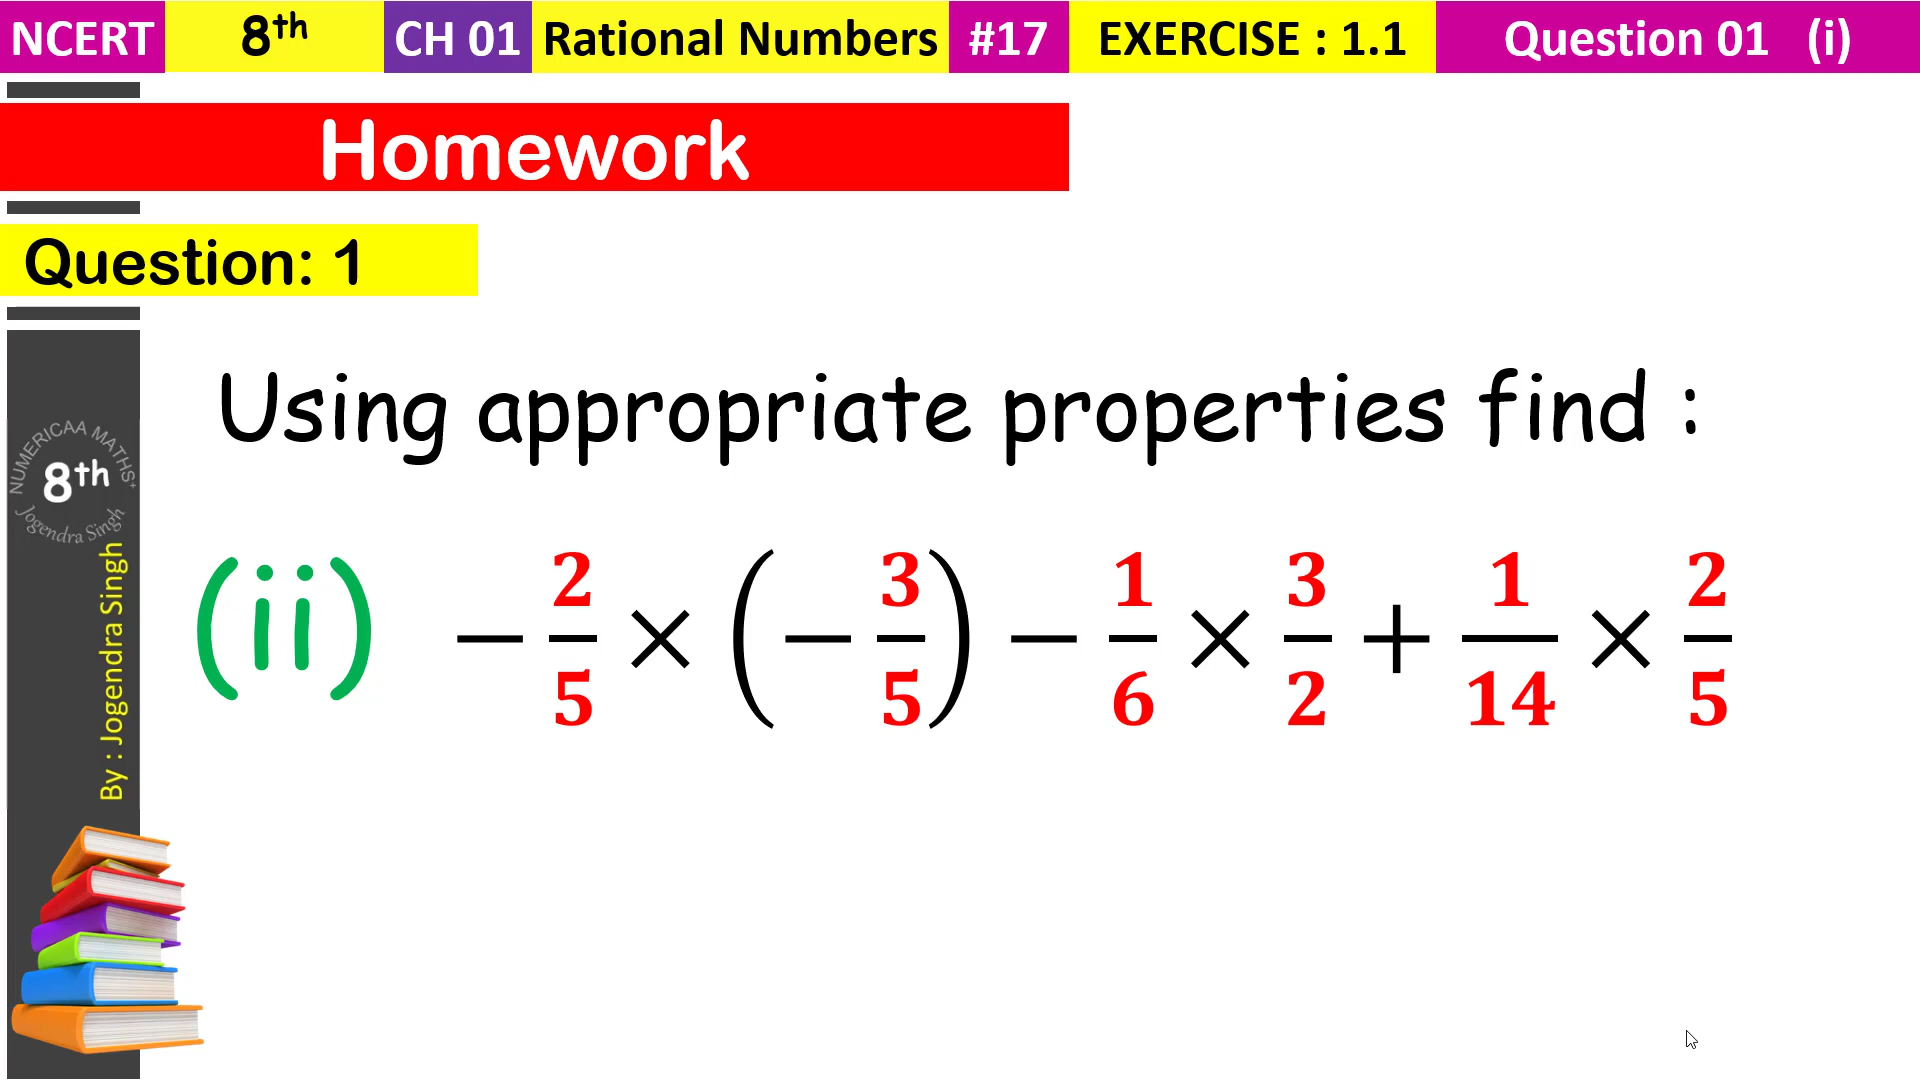 NCERT 8th CH 01 Rational Numbers #17 EXERCISE : 1.1 Question 01 (i)
Homework
Question: 1
Using appropriate properties find :
(ii) −2/5 × (−3/5) − 1/6 × 3/2 + 1/14 × 2/5
NUMERICAA MATHS+
8th
Jogendra Singh
By : Jogendra Singh